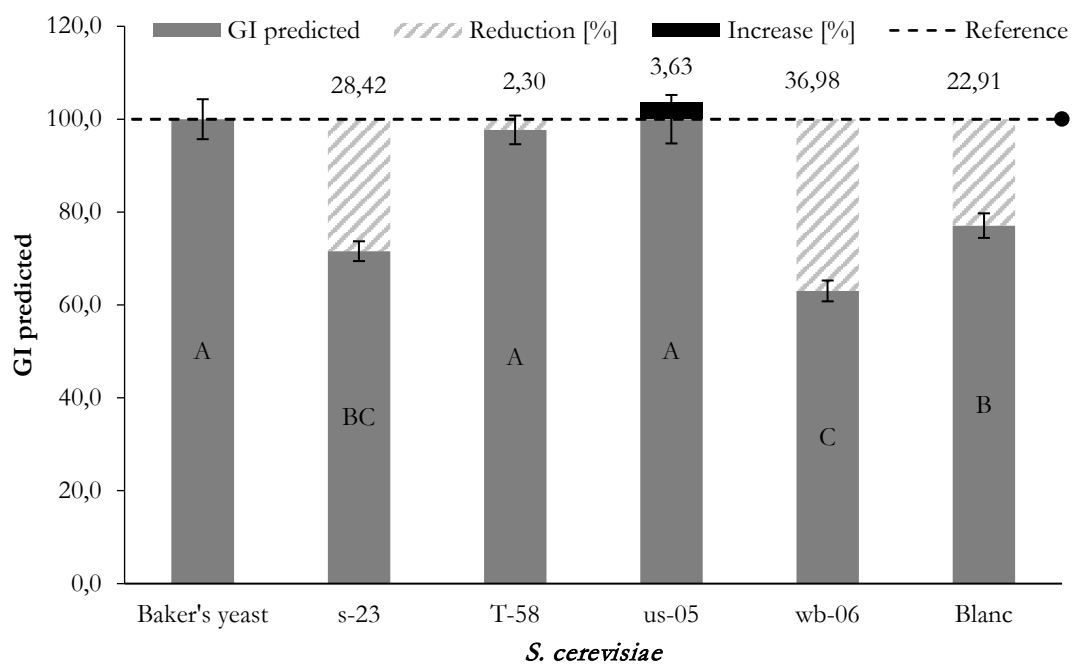 120,0
GI predicted Reduction [%] Increase [%] Reference
28,42 2,30 3,63 36,98 22,91
100,0
80,0
GI predicted
60,0
A A A
B
BC
C
40,0
20,0
0,0
Baker's yeast s-23 T-58 us-05 wb-06 Blanc
S. cerevisiae